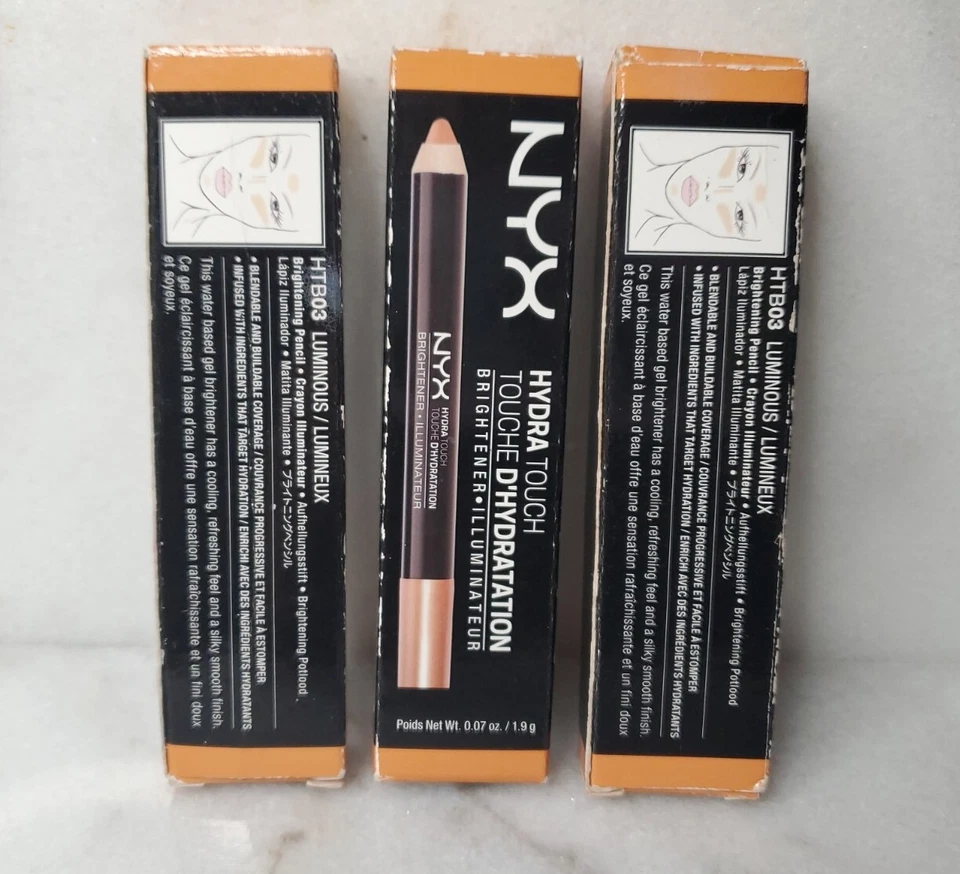 HTB03 LUMINOUS / LUMINEUX
Brightening Pencil • Crayon Illuminateur • Aufhellungsstift • Brightening Potlood
Lápiz Iluminador • Matita Illuminante • ブライトニングペンシル
• BLENDABLE AND BUILDABLE COVERAGE / COUVRANCE PROGRESSIVE ET FACILE À ESTOMPER
• INFUSED WITH INGREDIENTS THAT TARGET HYDRATION / ENRICHI AVEC DES INGRÉDIENTS HYDRATANTS
This water based gel brightener has a cooling, refreshing feel and a silky smooth finish.
Ce gel éclaircissant à base d'eau offre une sensation rafraîchissante et un fini doux
et soyeux.
NYX
HYDRA TOUCH
TOUCHE D'HYDRATATION
BRIGHTENER•ILLUMINATEUR
NYX
HYDRA TOUCH
TOUCHE D'HYDRATATION
BRIGHTENER • ILLUMINATEUR
Poids Net Wt. 0.07 oz. / 1.9 g
HTB03 LUMINOUS / LUMINEUX
Brightening Pencil • Crayon Illuminateur • Aufhellungsstift • Brightening Potlood
Lápiz Iluminador • Matita Illuminante • ブライトニングペンシル
• BLENDABLE AND BUILDABLE COVERAGE / COUVRANCE PROGRESSIVE ET FACILE À ESTOMPER
• INFUSED WITH INGREDIENTS THAT TARGET HYDRATION / ENRICHI AVEC DES INGRÉDIENTS HYDRATANTS
This water based gel brightener has a cooling, refreshing feel and a silky smooth finish.
Ce gel éclaircissant à base d'eau offre une sensation rafraîchissante et un fini doux
et soyeux.